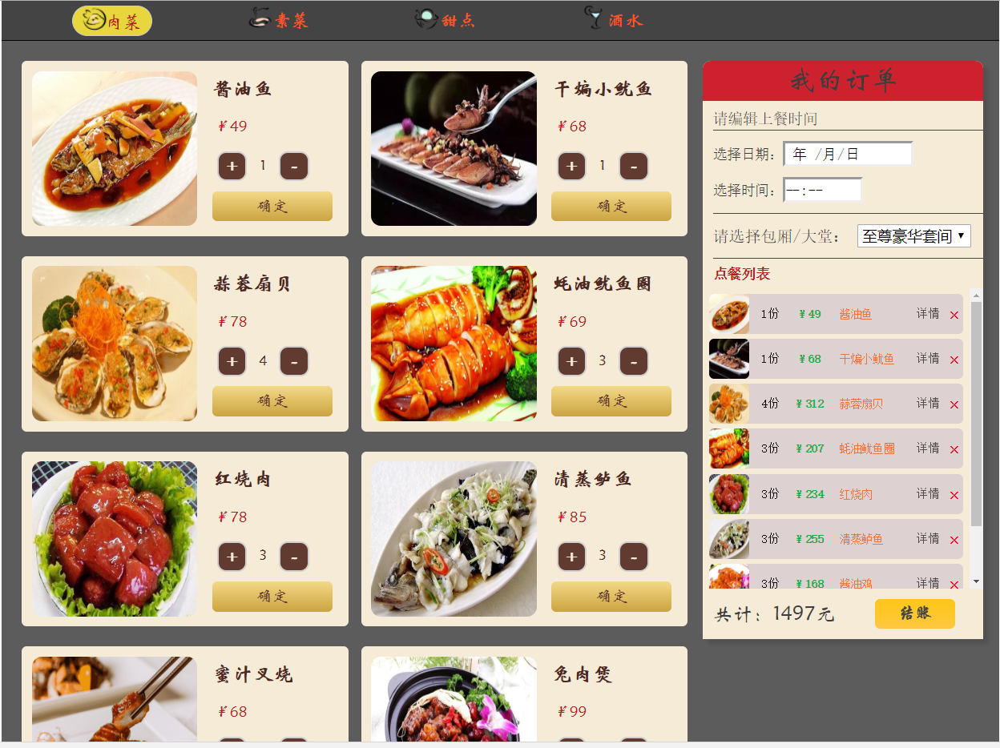 肉菜
素菜
甜点
酒水
酱油鱼
¥49
+ 1 -
确定
干煸小鱿鱼
¥68
+ 1 -
确定
蒜蓉扇贝
¥78
+ 4 -
确定
蚝油鱿鱼圈
¥69
+ 3 -
确定
红烧肉
¥78
+ 3 -
确定
清蒸鲈鱼
¥85
+ 3 -
确定
蜜汁叉烧
¥68
兔肉煲
¥99
我的订单
请编辑上餐时间
选择日期: 年 /月/日
选择时间: --:--
请选择包厢/大堂: 至尊豪华套间
点餐列表
1份 ¥ 49 酱油鱼 详情 ×
1份 ¥ 68 干煸小鱿鱼 详情 ×
4份 ¥ 312 蒜蓉扇贝 详情 ×
3份 ¥ 207 蚝油鱿鱼圈 详情 ×
3份 ¥ 234 红烧肉 详情 ×
3份 ¥ 255 清蒸鲈鱼 详情 ×
3份 ¥ 168 酱油鸡 详情 ×
共计: 1497元 结账